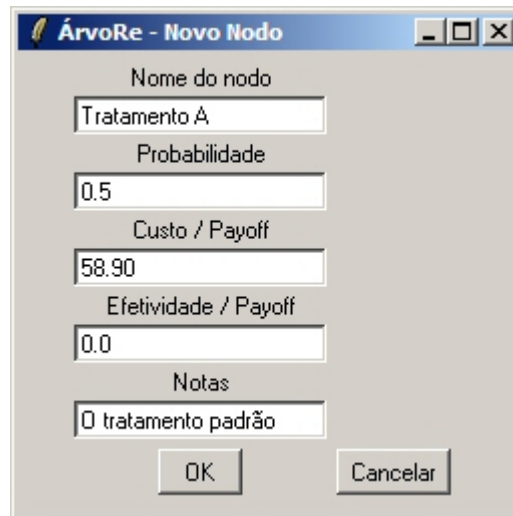 ÁrvoRe - Novo Nodo
Nome do nodo
Tratamento A
Probabilidade
0.5
Custo / Payoff
58.90
Efetividade / Payoff
0.0
Notas
O tratamento padrão
OK Cancelar